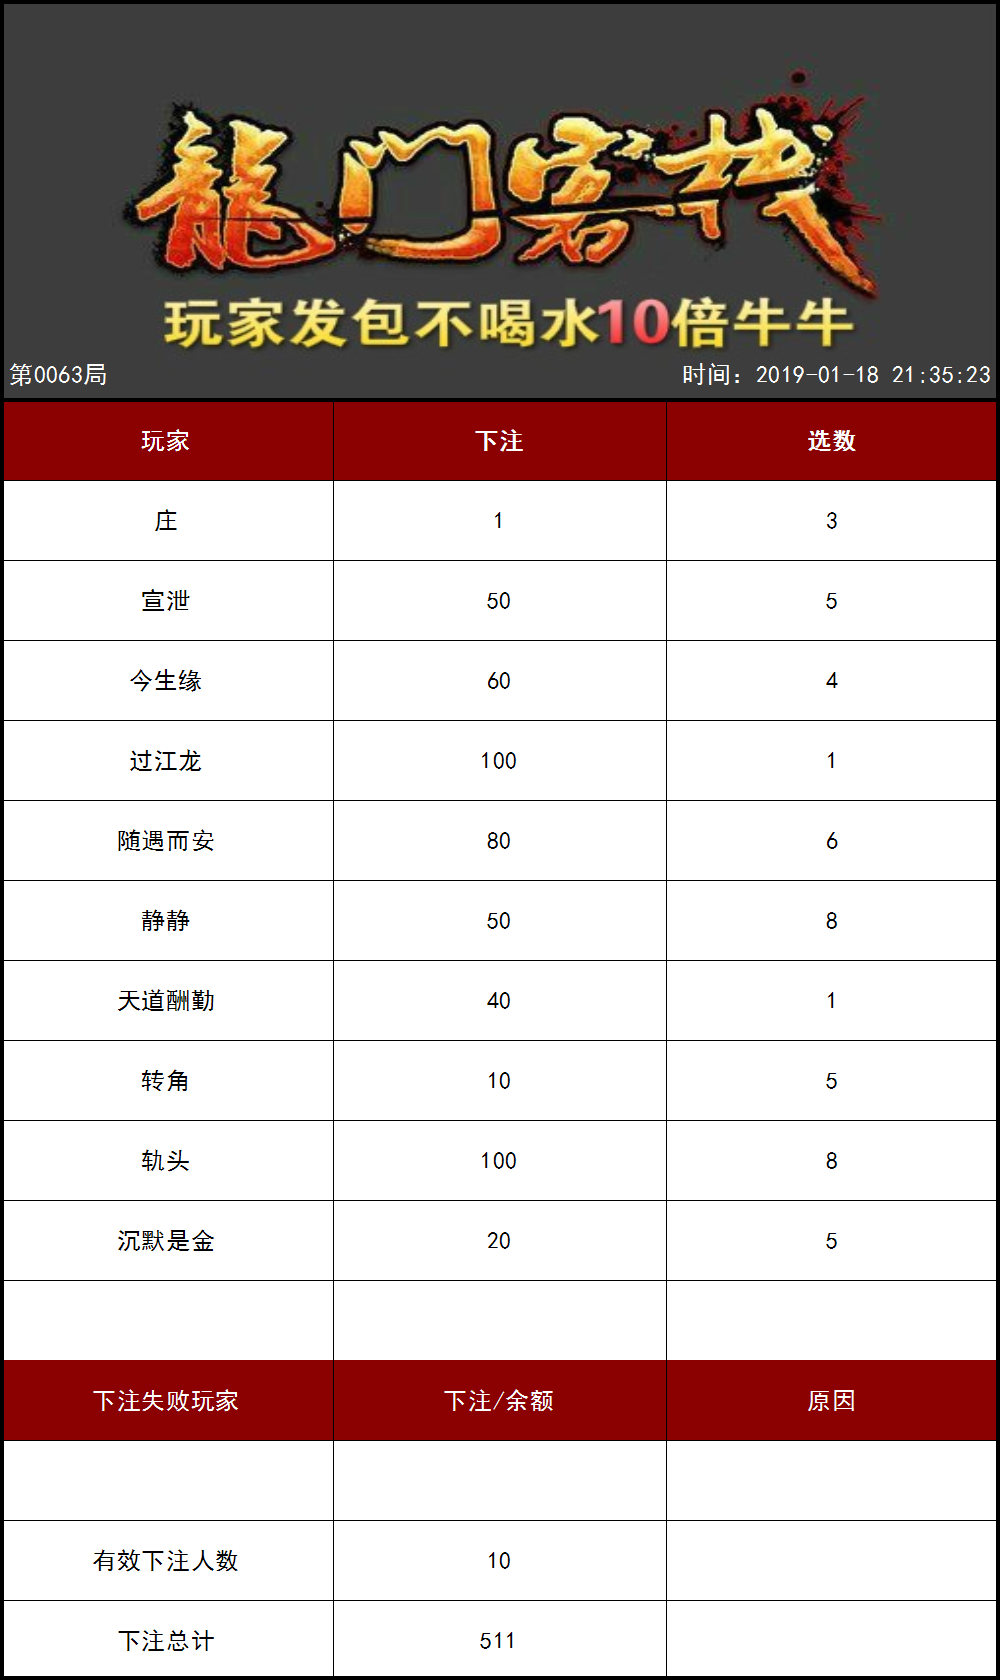 龍门客栈
玩家发包不喝水10倍牛牛
第0063局 时间：2019-01-18 21:35:23
玩家 下注 选数
庄 1 3
宣泄 50 5
今生缘 60 4
过江龙 100 1
随遇而安 80 6
静静 50 8
天道酬勤 40 1
转角 10 5
轨头 100 8
沉默是金 20 5
下注失败玩家 下注/余额 原因
有效下注人数 10
下注总计 511